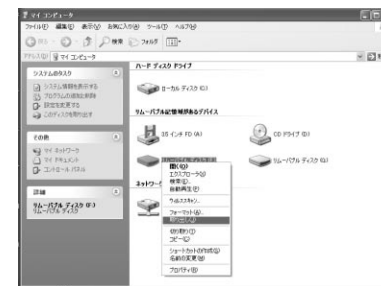 マイ コンピュータ
ファイル(F) 編集(E) 表示(V) お気に入り(A) ツール(T) ヘルプ(H)
検索 フォルダ
マイ コンピュータ
システムのタスク
システム情報を表示する
プログラムの追加と削除
設定を変更する
このディスクを取り出す
その他
マイ ネットワーク
マイ ドキュメント
コントロール パネル
詳細
リムーバブル ディスク (F:)
リムーバブル ディスク
ハード ディスク ドライブ
ローカル ディスク (C:)
リムーバブル記憶域があるデバイス
3.5 インチ FD (A:)
CD ドライブ (D:)
リムーバブル ディスク (G:)
開く(O)
エクスプローラ(X)
検索(E)...
自動再生(P)
ウィルススキャン...
フォーマット(A)...
取り出し(J)
切り取り(T)
コピー(C)
ショートカットの作成(S)
名前の変更(M)
プロパティ(R)
ネットワーク